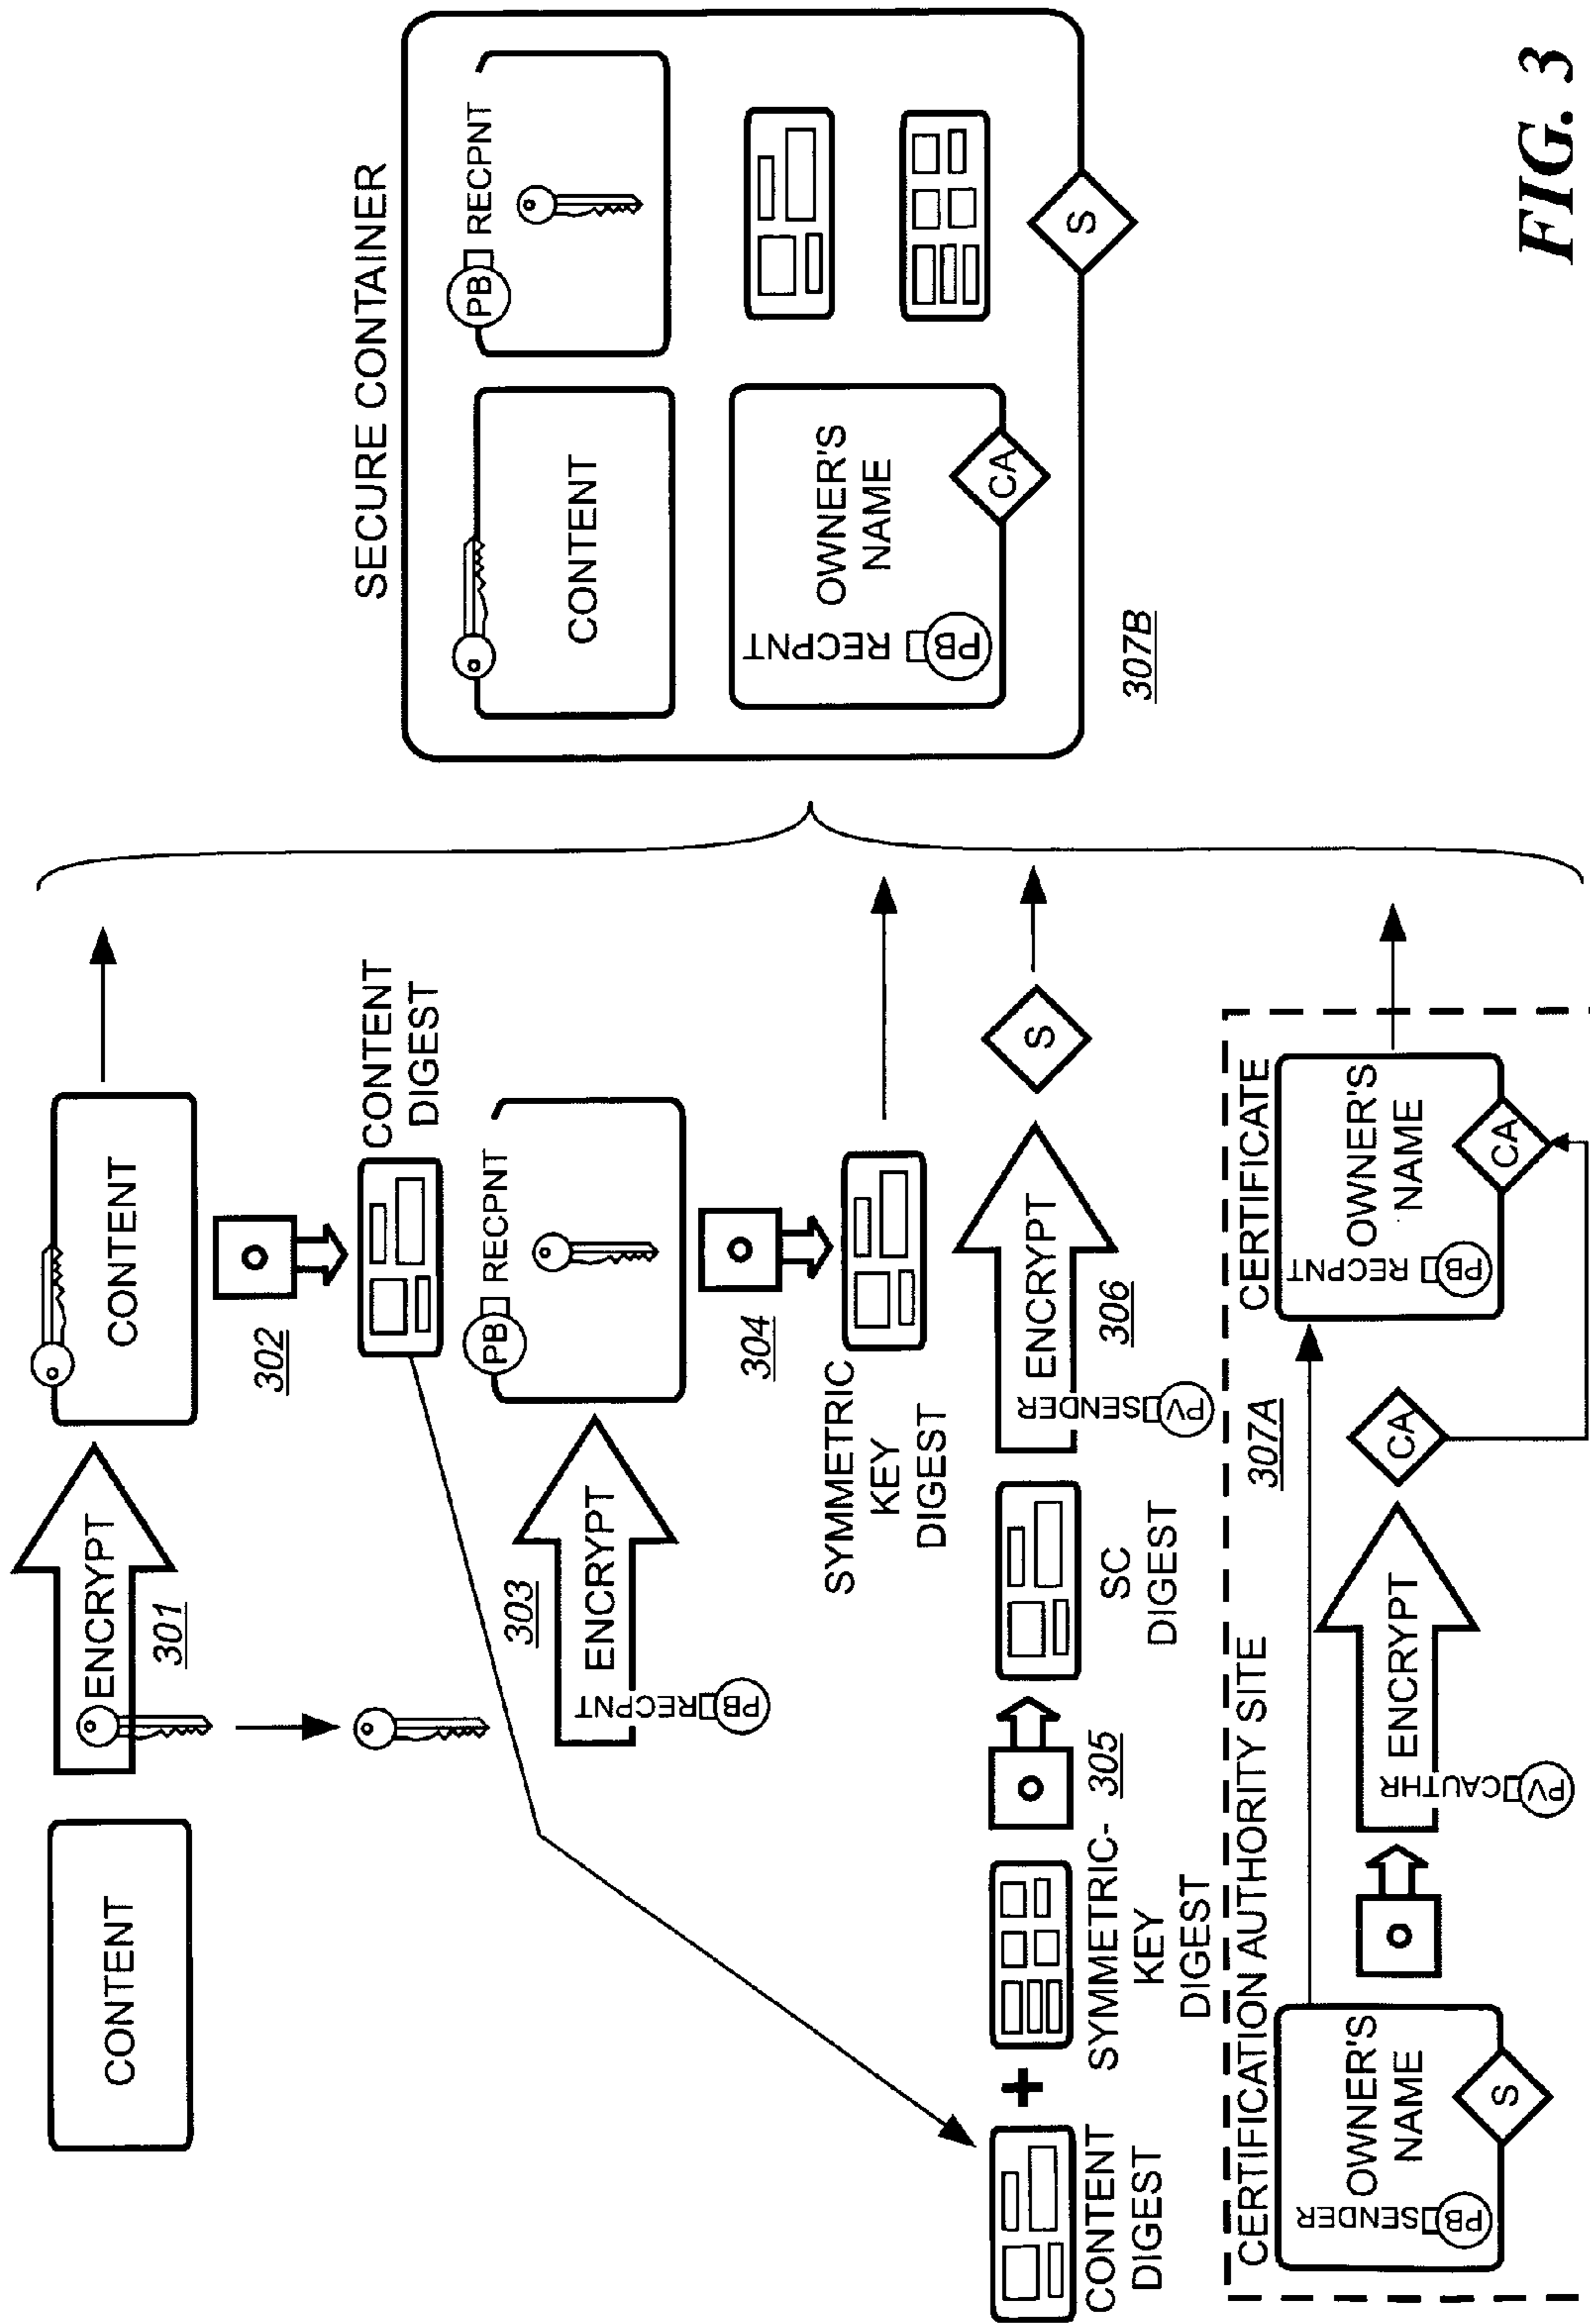 CONTENT
ENCRYPT
301
CONTENT
302
CONTENT
DIGEST
303
ENCRYPT
RECPNT
PB
PB
RECPNT
304
SYMMETRIC
KEY
DIGEST
CONTENT
DIGEST
+
SYMMETRIC-
KEY
DIGEST
305
SC
DIGEST
ENCRYPT
SENDER
PV
306
S
CERTIFICATION AUTHORITY SITE
307A
OWNER'S
NAME
SENDER
PB
S
ENCRYPT
CAUTHR
PV
CA
CERTIFICATE
OWNER'S
NAME
RECPNT
PB
CA
SECURE CONTAINER
CONTENT
PB
RECPNT
OWNER'S
NAME
RECPNT
PB
CA
S
307B
FIG. 3